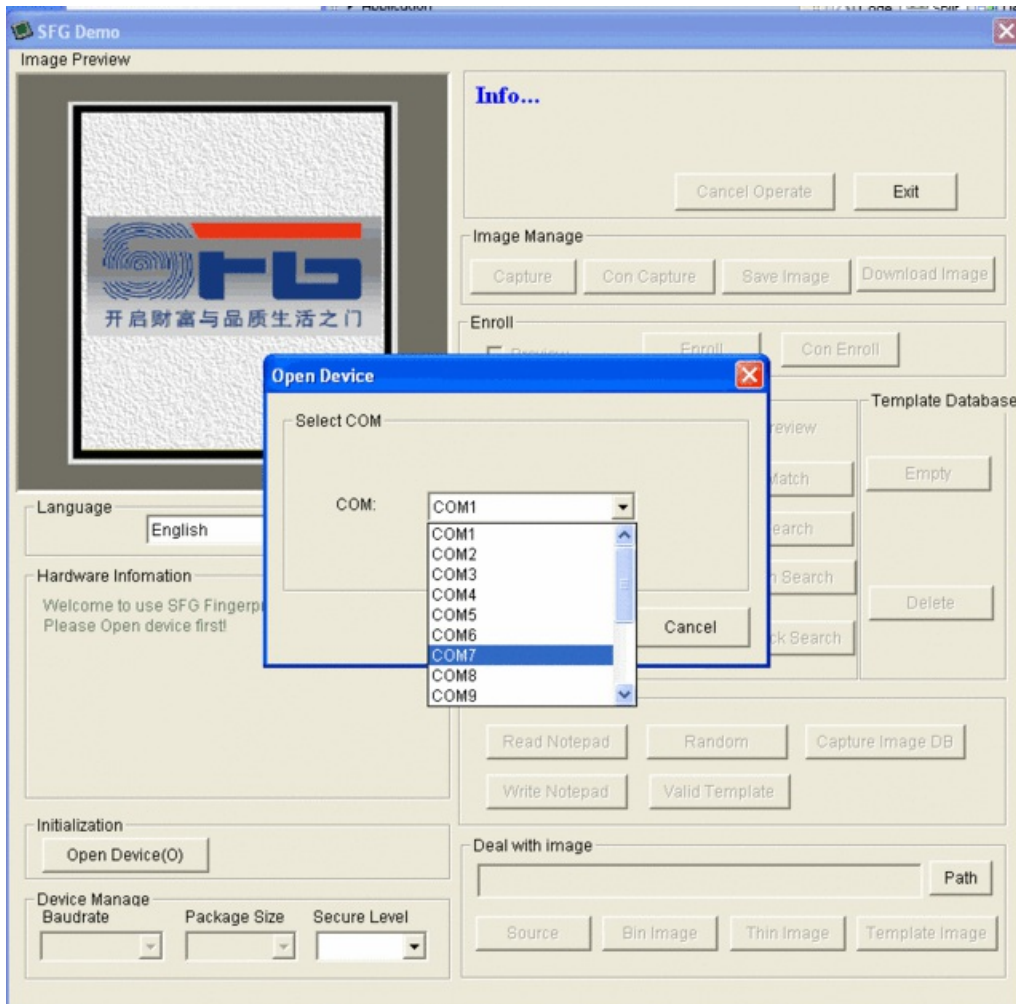 Application
SFG Demo
Image Preview
SFG
开启财富与品质生活之门
Info...
Cancel Operate
Exit
Image Manage
Capture
Con Capture
Save Image
Download Image
Enroll
Preview
Enroll
Con Enroll
Open Device
Select COM
COM:
COM1
COM1
COM2
COM3
COM4
COM5
COM6
COM7
COM8
COM9
Cancel
Template Database
Empty
Delete
Search
Language
English
Hardware Infomation
Welcome to use SFG Fingerp
Please Open device first!
Read Notepad
Random
Capture Image DB
Write Notepad
Valid Template
Initialization
Open Device(O)
Device Manage
Baudrate
Package Size
Secure Level
Deal with image
Path
Source
Bin Image
Thin Image
Template Image